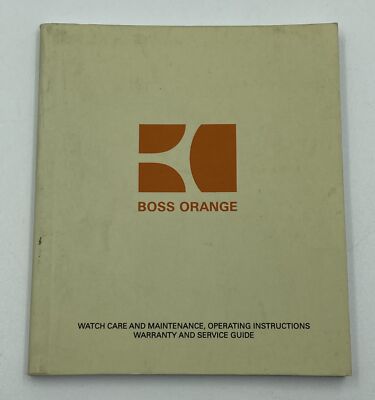 BOSS ORANGE
WATCH CARE AND MAINTENANCE, OPERATING INSTRUCTIONS
WARRANTY AND SERVICE GUIDE